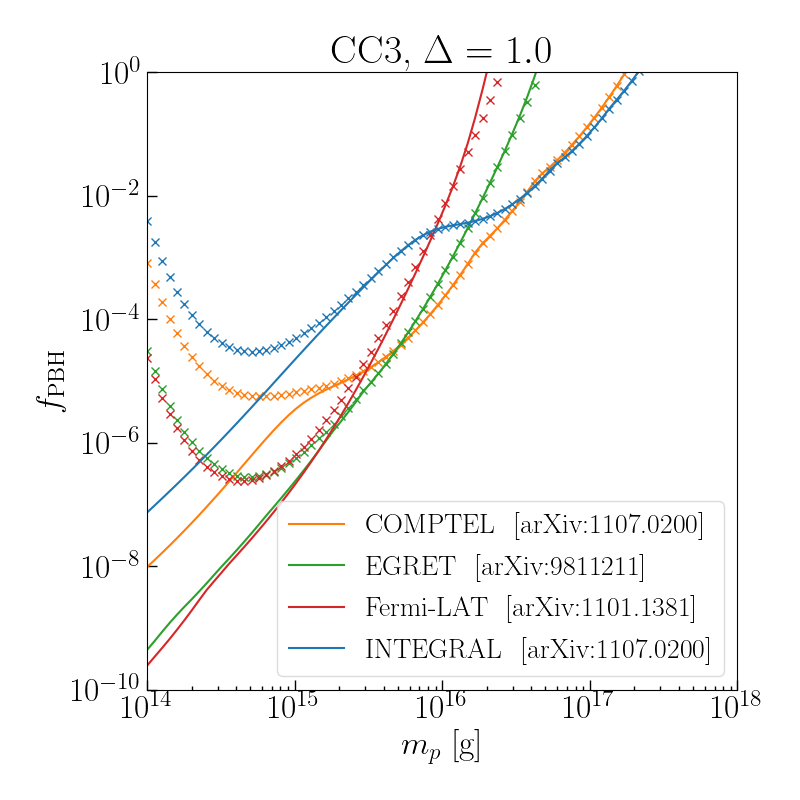 CC3, Δ = 1.0
10⁰
10⁻²
10⁻⁴
10⁻⁶
10⁻⁸
10⁻¹⁰
f_PBH
COMPTEL [arXiv:1107.0200]
EGRET [arXiv:9811211]
Fermi-LAT [arXiv:1101.1381]
INTEGRAL [arXiv:1107.0200]
10¹⁴ 10¹⁵ 10¹⁶ 10¹⁷ 10¹⁸
m_p [g]